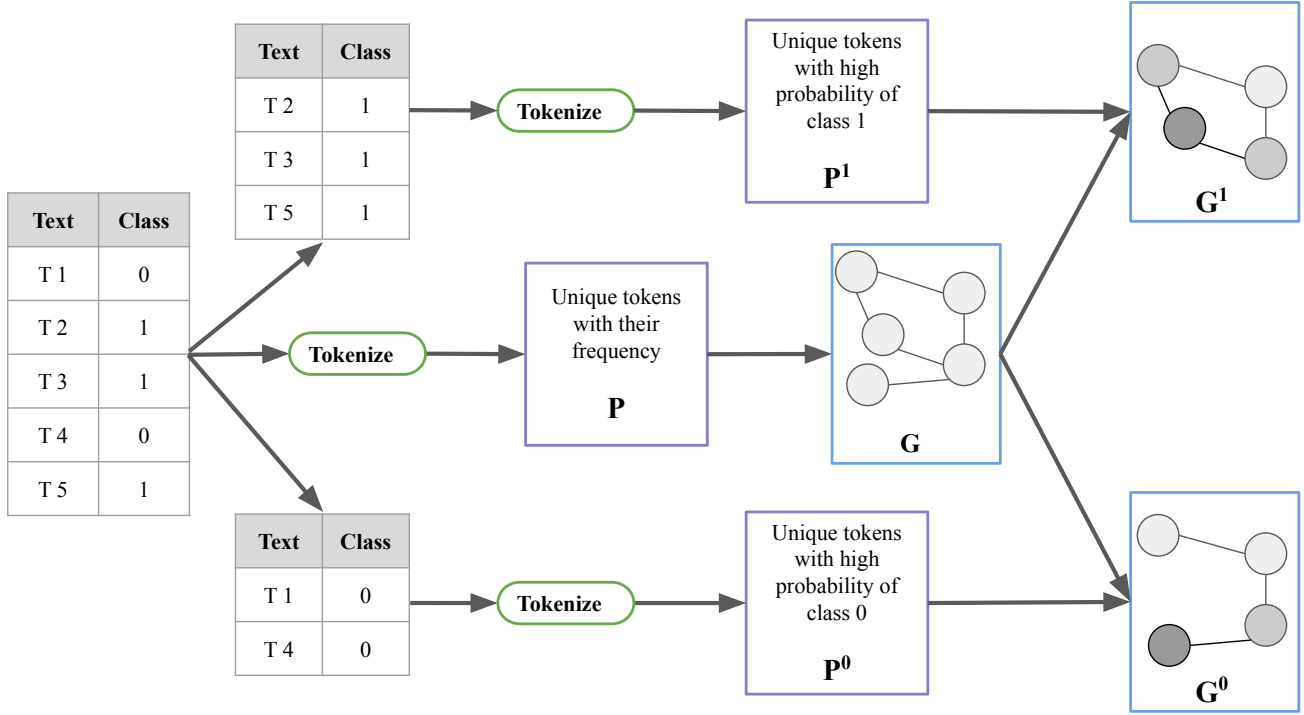 Text Class
T 1 0
T 2 1
T 3 1
T 4 0
T 5 1
Text Class
T 2 1
T 3 1
T 5 1
Tokenize
Unique tokens
with high
probability of
class 1
P¹
G¹
Tokenize
Unique tokens
with their
frequency
P
G
Text Class
T 1 0
T 4 0
Tokenize
Unique tokens
with high
probability of
class 0
P⁰
G⁰